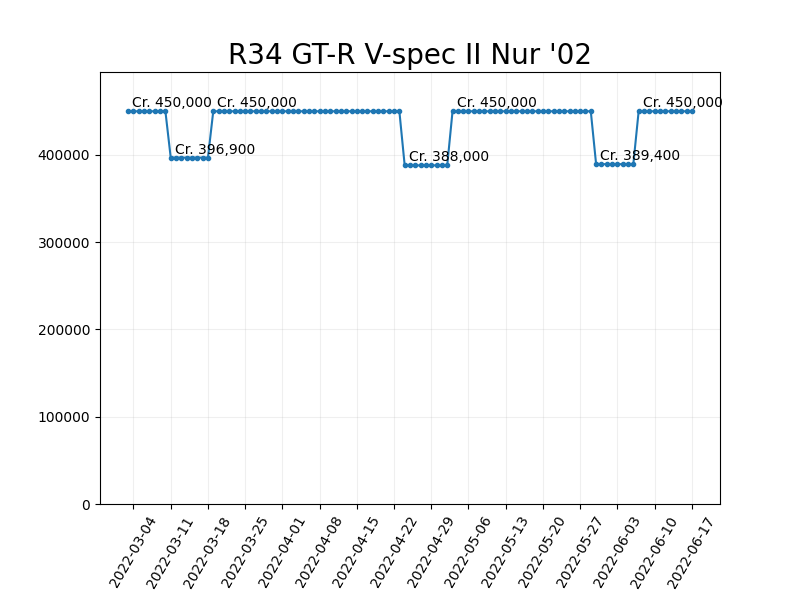 R34 GT-R V-spec II Nur '02
Cr. 450,000
Cr. 450,000
Cr. 450,000
Cr. 450,000
Cr. 396,900
Cr. 388,000
Cr. 389,400
400000
300000
200000
100000
0
2022-03-04
2022-03-11
2022-03-18
2022-03-25
2022-04-01
2022-04-08
2022-04-15
2022-04-22
2022-04-29
2022-05-06
2022-05-13
2022-05-20
2022-05-27
2022-06-03
2022-06-10
2022-06-17